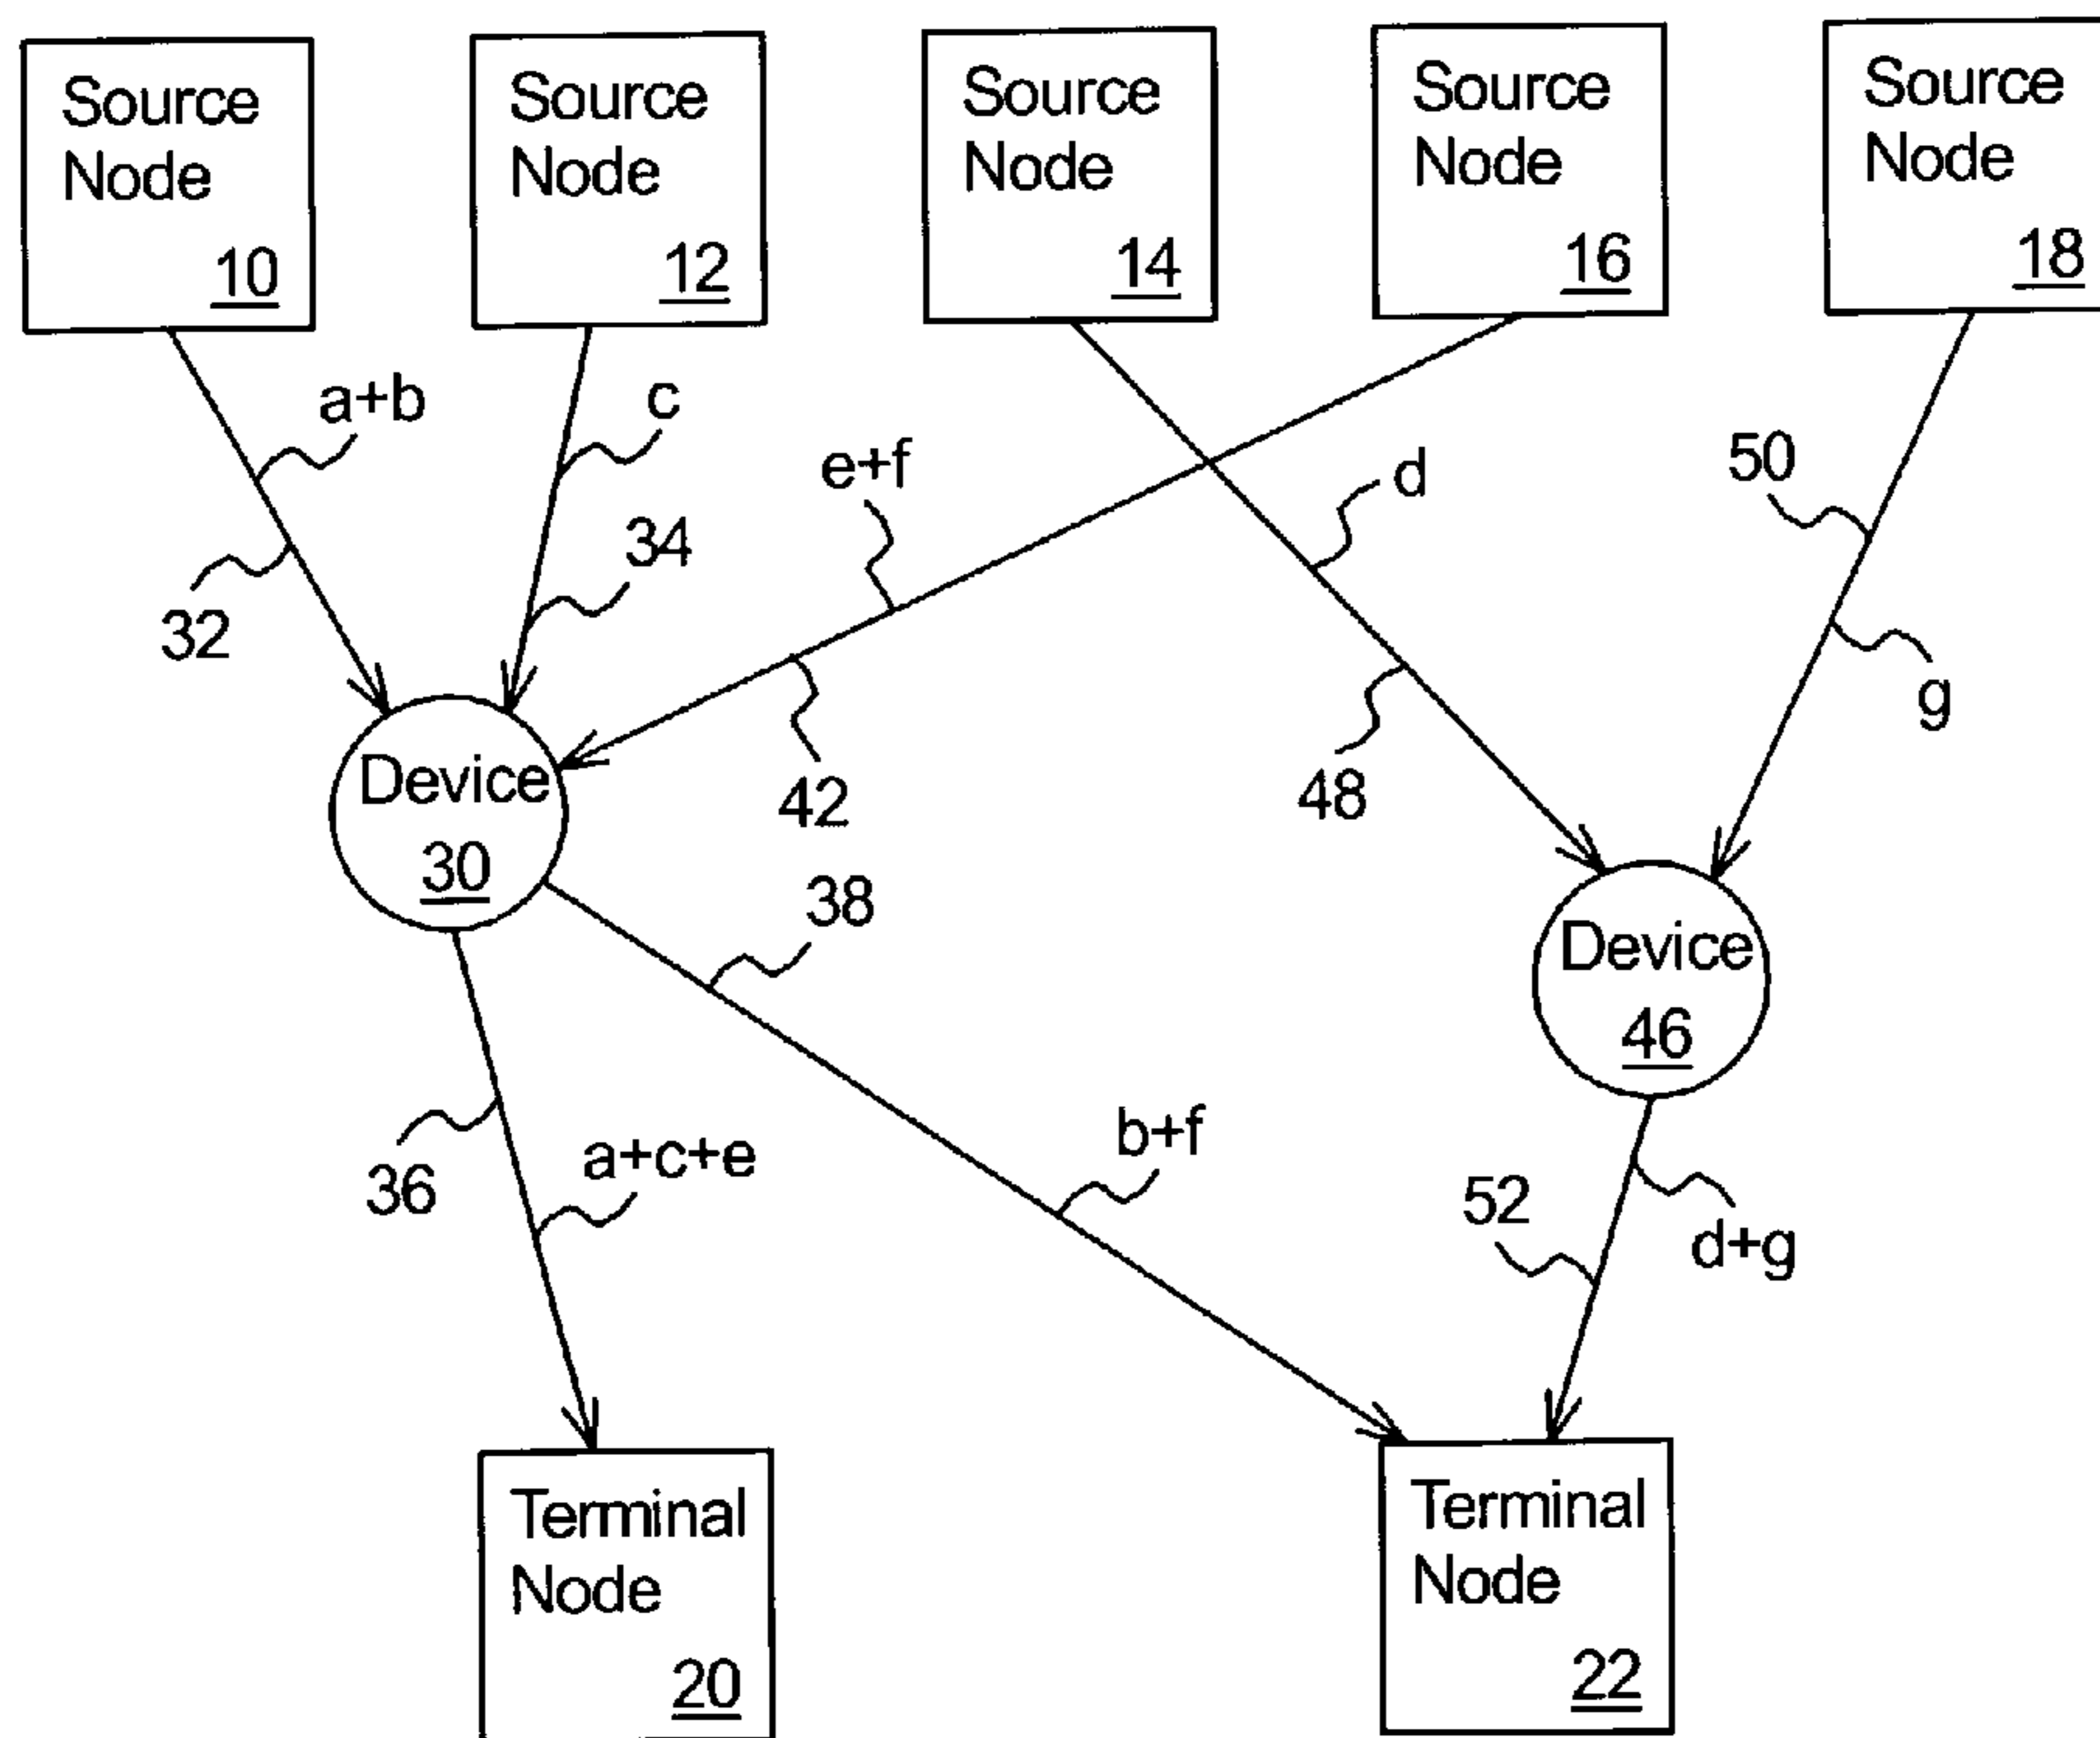 Source
Node
10
Source
Node
12
Source
Node
14
Source
Node
16
Source
Node
18
a+b
c
e+f
d
50
34
32
g
42
48
Device
30
38
Device
46
36
a+c+e
b+f
52
d+g
Terminal
Node
20
Terminal
Node
22